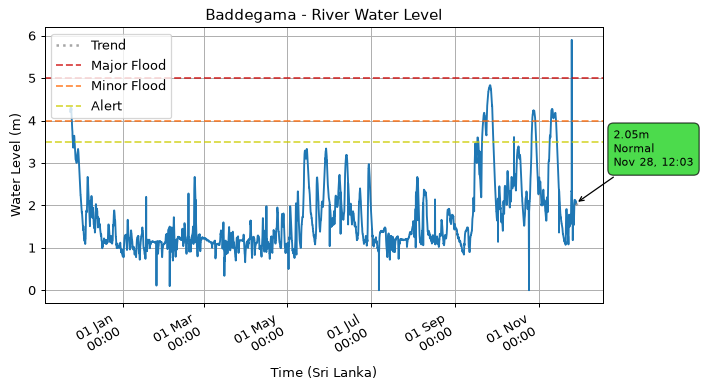 Baddegama - River Water Level
Trend
Major Flood
Minor Flood
Alert
6
5
4
3
2
1
0
Water Level (m)
2.05m
Normal
Nov 28, 12:03
01 Jan
00:00
01 Mar
00:00
01 May
00:00
01 Jul
00:00
01 Sep
00:00
01 Nov
00:00
Time (Sri Lanka)